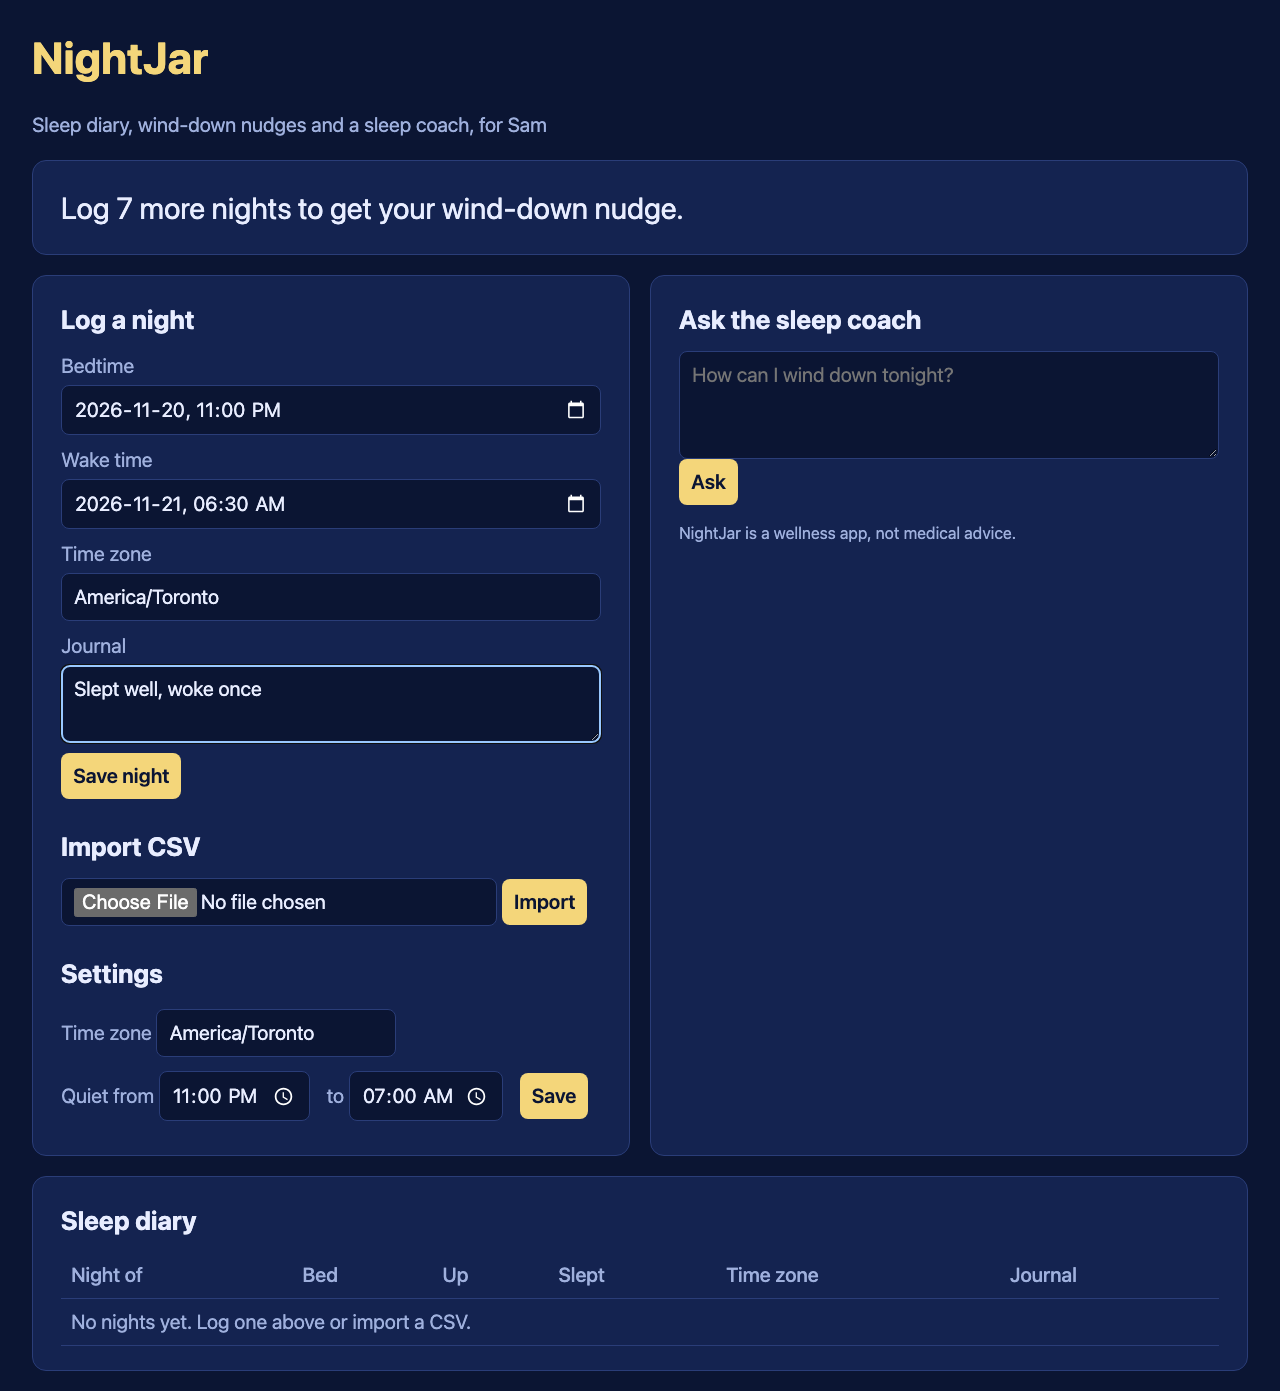 NightJar
Sleep diary, wind-down nudges and a sleep coach, for Sam
Log 7 more nights to get your wind-down nudge.
Log a night
Bedtime
2026-11-20, 11:00 PM
Wake time
2026-11-21, 06:30 AM
Time zone
America/Toronto
Journal
Slept well, woke once
Save night
Import CSV
Choose File No file chosen Import
Settings
Time zone America/Toronto
Quiet from 11:00 PM to 07:00 AM Save
Ask the sleep coach
How can I wind down tonight?
Ask
NightJar is a wellness app, not medical advice.
Sleep diary
Night of Bed Up Slept Time zone Journal
No nights yet. Log one above or import a CSV.